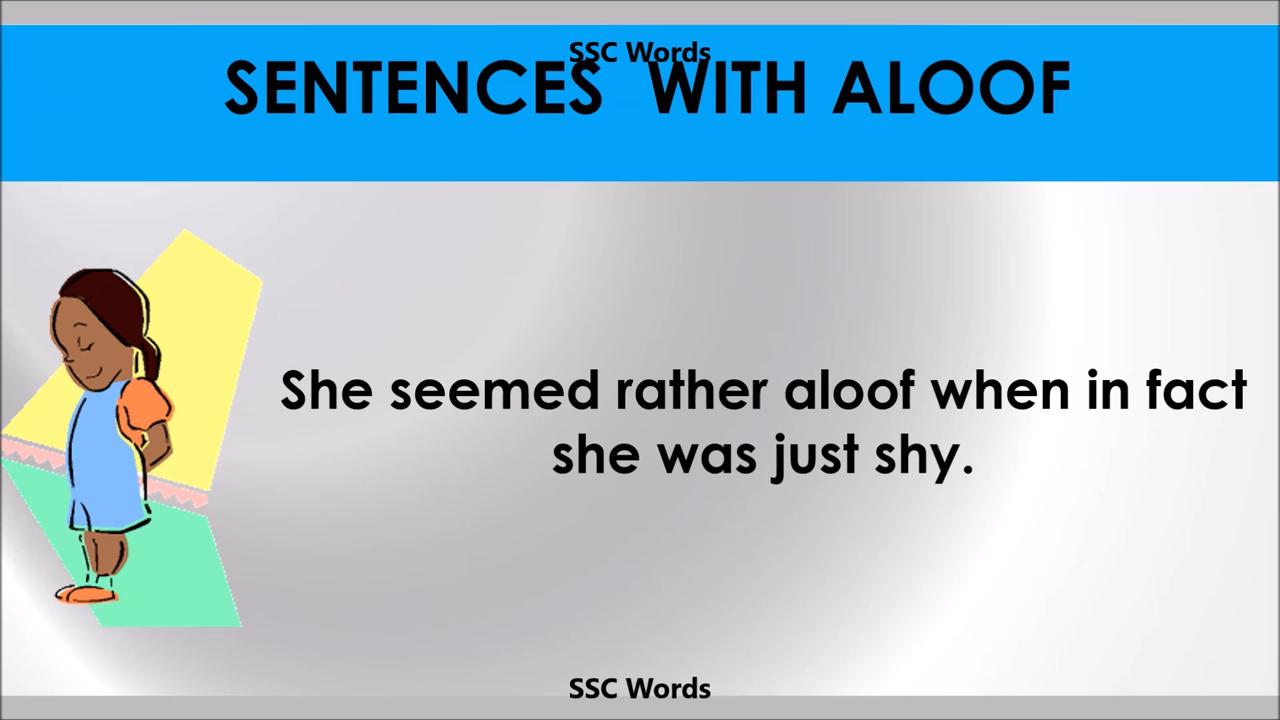 SSC Words
SENTENCES WITH ALOOF
She seemed rather aloof when in fact
she was just shy.
SSC Words